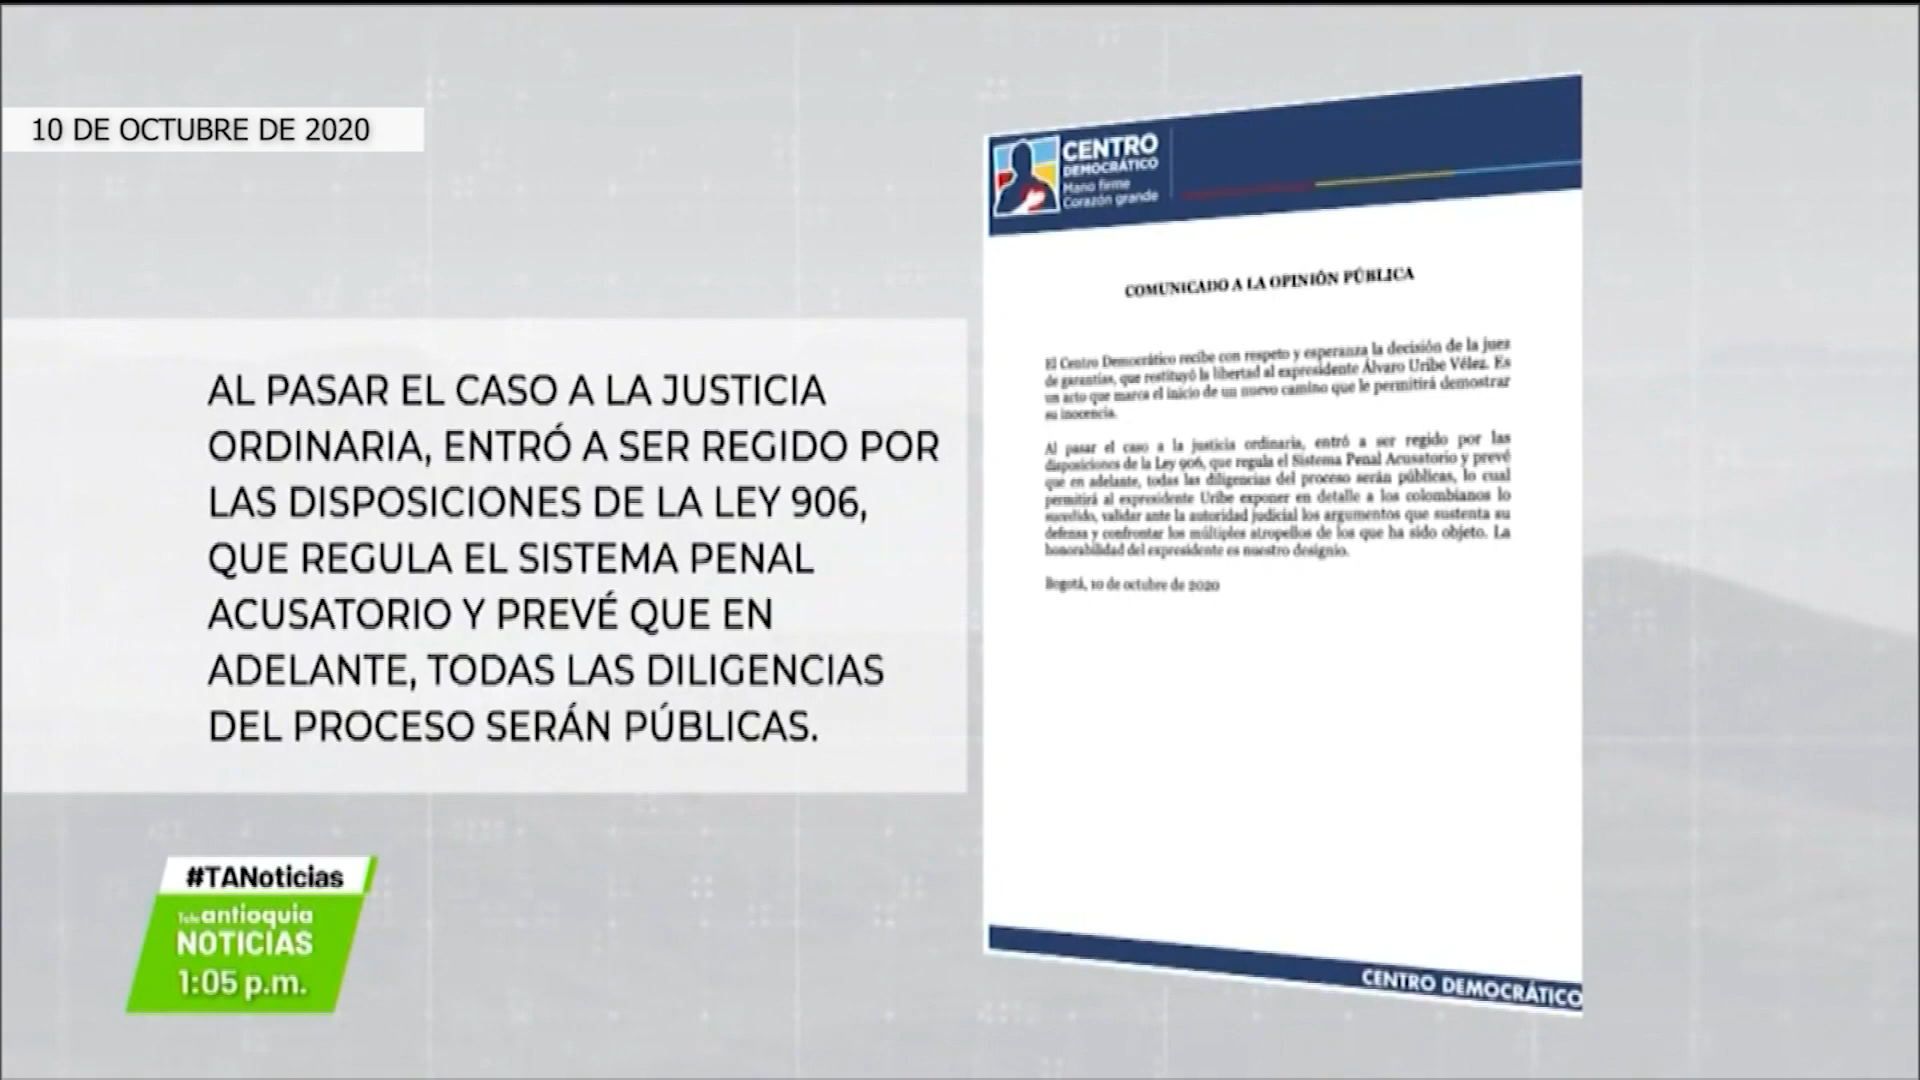 10 DE OCTUBRE DE 2020
AL PASAR EL CASO A LA JUSTICIA
ORDINARIA, ENTRÓ A SER REGIDO POR
LAS DISPOSICIONES DE LA LEY 906,
QUE REGULA EL SISTEMA PENAL
ACUSATORIO Y PREVÉ QUE EN
ADELANTE, TODAS LAS DILIGENCIAS
DEL PROCESO SERÁN PÚBLICAS.
#TANoticias
Tele antioquia
NOTICIAS
1:05 p.m.
CENTRO
DEMOCRÁTICO
Mano firme
Corazón grande
COMUNICADO A LA OPINIÓN PÚBLICA
El Centro Democrático recibe con respeto y esperanza la decisión de la juez
de garantías, que restituyó la libertad al expresidente Álvaro Uribe Vélez. Es
un acto que marca el inicio de un nuevo camino que le permitirá demostrar
su inocencia.
Al pasar el caso a la justicia ordinaria, entró a ser regido por las
disposiciones de la Ley 906, que regula el Sistema Penal Acusatorio y prevé
que en adelante, todas las diligencias del proceso serán públicas, lo cual
permitirá al expresidente Uribe exponer en detalle a los colombianos lo
sucedido, validar ante la autoridad judicial los argumentos que sustenta su
defensa y confrontar los múltiples atropellos de los que ha sido objeto. La
honorabilidad del expresidente es nuestro designio.
Bogotá, 10 de octubre de 2020
CENTRO DEMOCRÁTICO